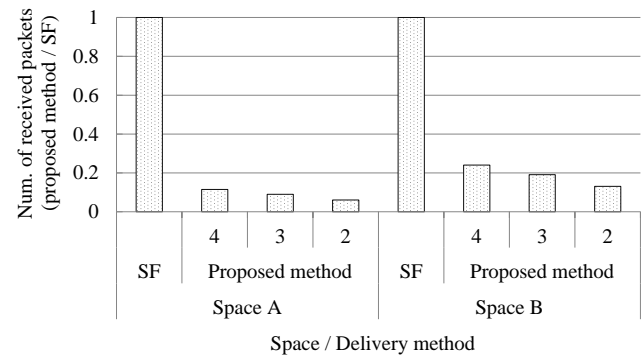 Num. of received packets
(proposed method / SF)
1
0.8
0.6
0.4
0.2
0
4 3 2 4 3 2
SF Proposed method SF Proposed method
Space A Space B
Space / Delivery method